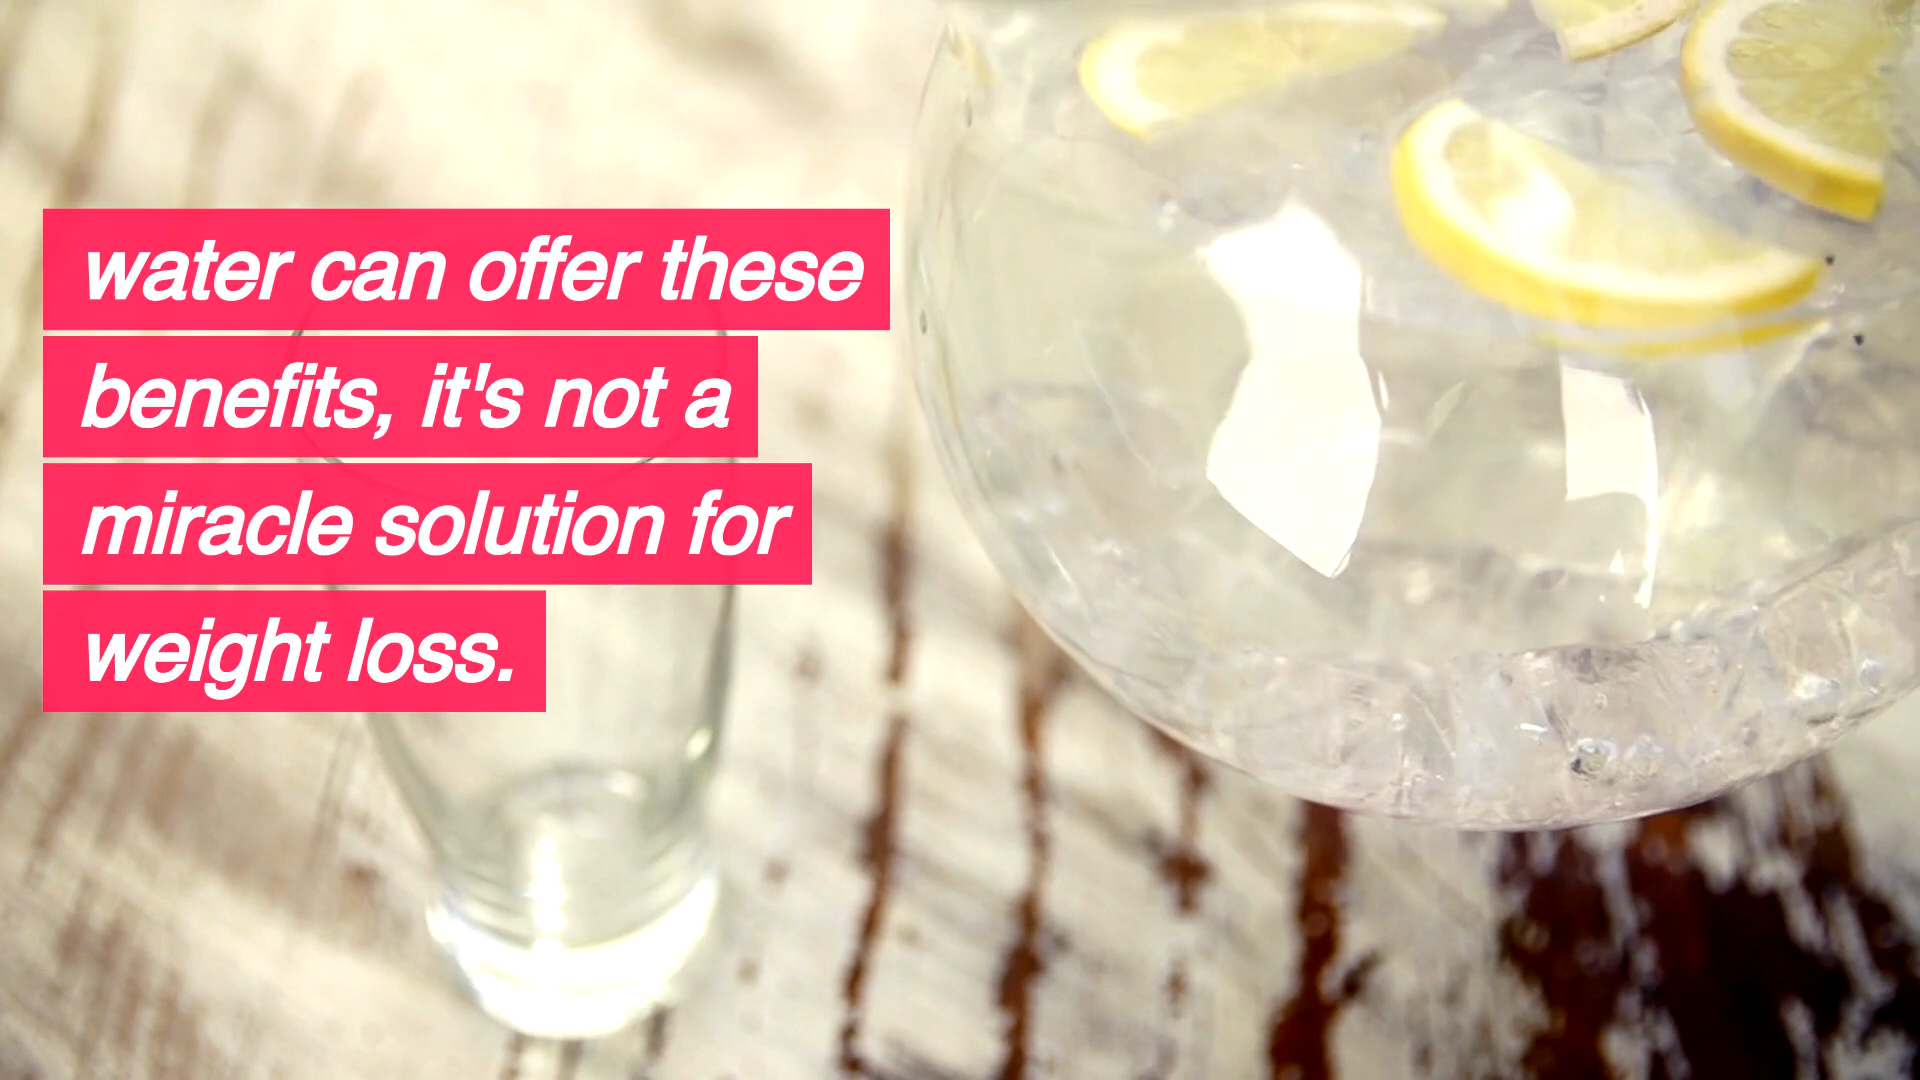 water can offer these
benefits, it's not a
miracle solution for
weight loss.